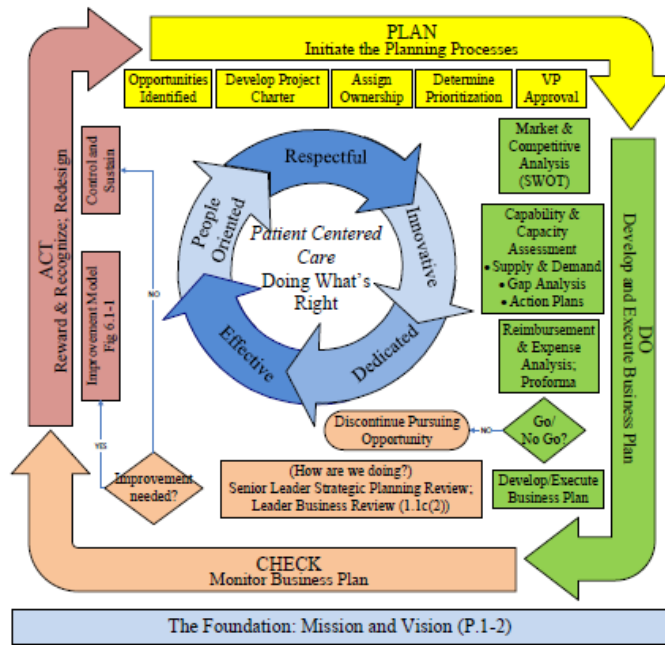 PLAN
Initiate the Planning Processes
Opportunities
Identified
Develop Project
Charter
Assign
Ownership
Determine
Prioritization
VP
Approval
Market &
Competitive
Analysis
(SWOT)
Capability &
Capacity
Assessment
•Supply & Demand
•Gap Analysis
•Action Plans
Reimbursement
& Expense
Analysis;
Proforma
Go/
No Go?
NO
Discontinue Pursuing
Opportunity
Develop/Execute
Business Plan
DO
Develop and Execute Business Plan
(How are we doing?)
Senior Leader Strategic Planning Review;
Leader Business Review (1.1c(2))
CHECK
Monitor Business Plan
Improvement
needed?
YES
NO
Improvement Model
Fig 6.1-1
Control and
Sustain
ACT
Reward & Recognize; Redesign
Respectful
Innovative
Dedicated
Effective
People
Oriented
Patient Centered
Care
Doing What's
Right
The Foundation: Mission and Vision (P.1-2)